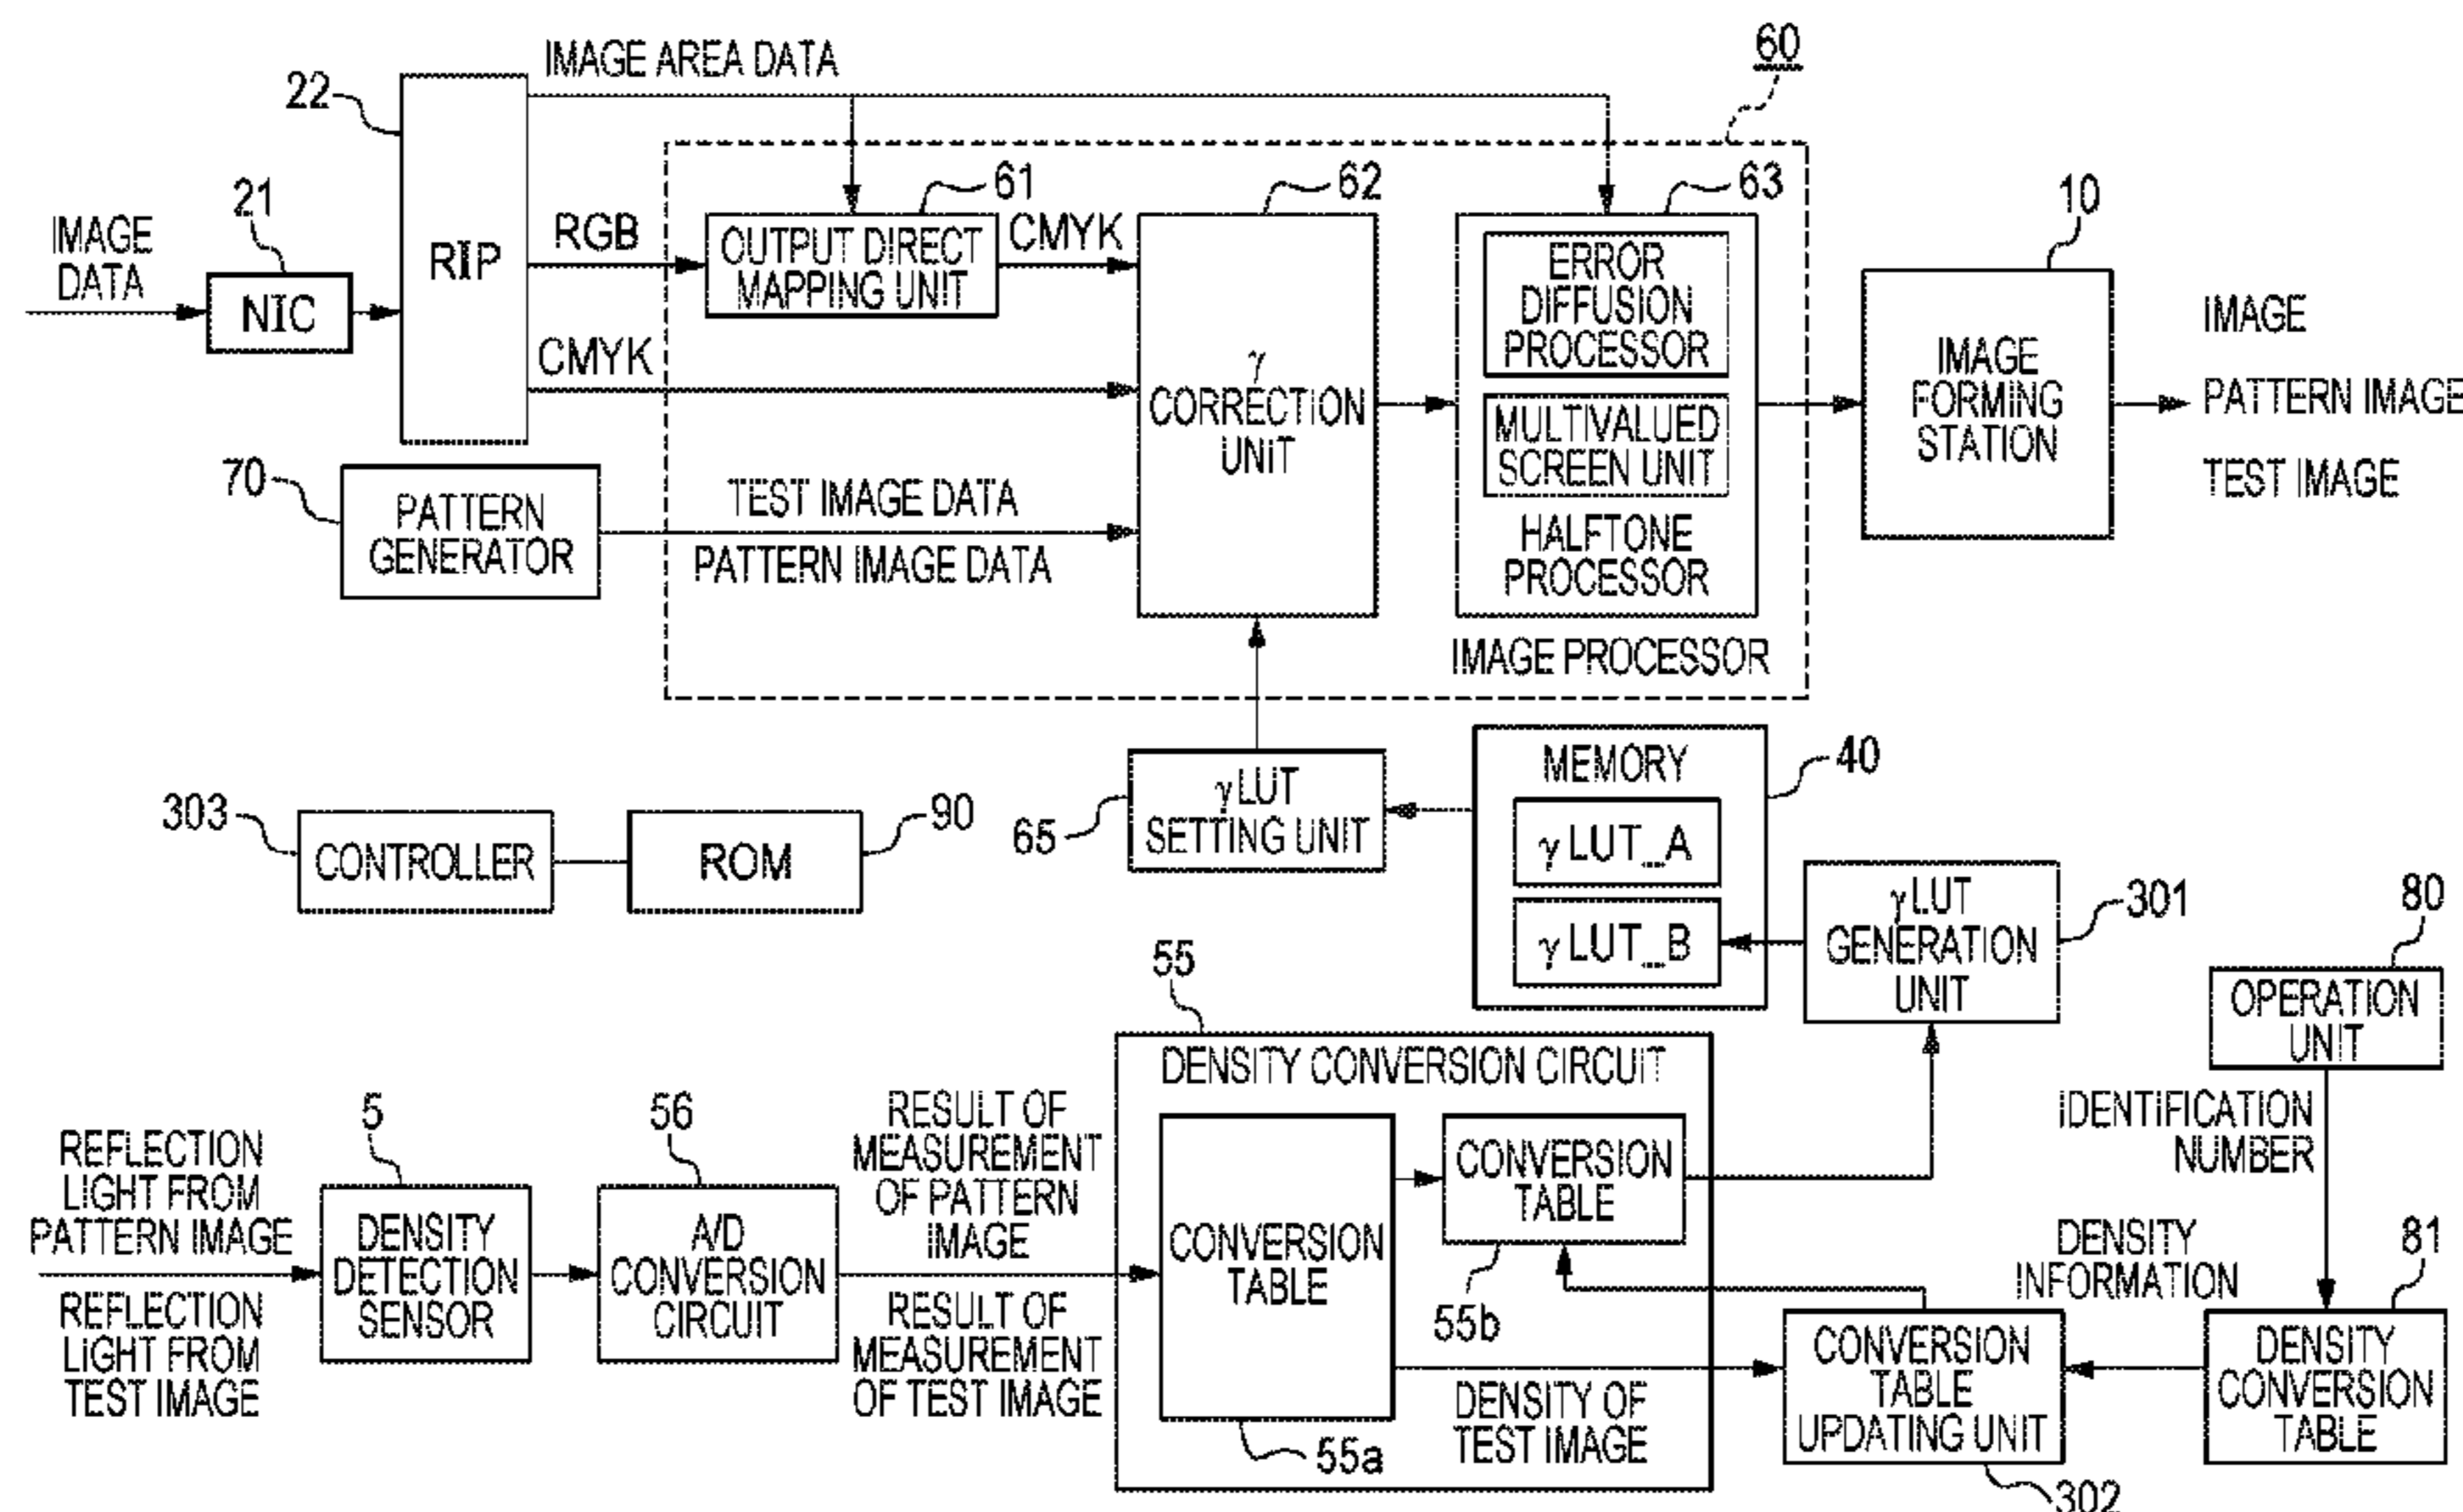 IMAGE AREA DATA
60
22
21
61
62
63
10
IMAGE
DATA
NIC
RIP
RGB
OUTPUT DIRECT
MAPPING UNIT
CMYK
CMYK
γ
CORRECTION
UNIT
ERROR
DIFFUSION
PROCESSOR
MULTIVALUED
SCREEN UNIT
HALFTONE
PROCESSOR
IMAGE PROCESSOR
IMAGE
FORMING
STATION
IMAGE
PATTERN IMAGE
TEST IMAGE
70
PATTERN
GENERATOR
TEST IMAGE DATA
PATTERN IMAGE DATA
303
CONTROLLER
ROM
90
65
γ LUT
SETTING UNIT
MEMORY
40
γ LUT_A
γ LUT_B
γ LUT
GENERATION
UNIT
301
80
OPERATION
UNIT
IDENTIFICATION
NUMBER
55
DENSITY CONVERSION CIRCUIT
REFLECTION
LIGHT FROM
PATTERN IMAGE
REFLECTION
LIGHT FROM
TEST IMAGE
5
DENSITY
DETECTION
SENSOR
56
A/D
CONVERSION
CIRCUIT
RESULT OF
MEASUREMENT
OF PATTERN
IMAGE
RESULT OF
MEASUREMENT
OF TEST IMAGE
CONVERSION
TABLE
55a
CONVERSION
TABLE
55b
DENSITY OF
TEST IMAGE
DENSITY
INFORMATION
81
CONVERSION
TABLE
UPDATING UNIT
302
DENSITY
CONVERSION
TABLE